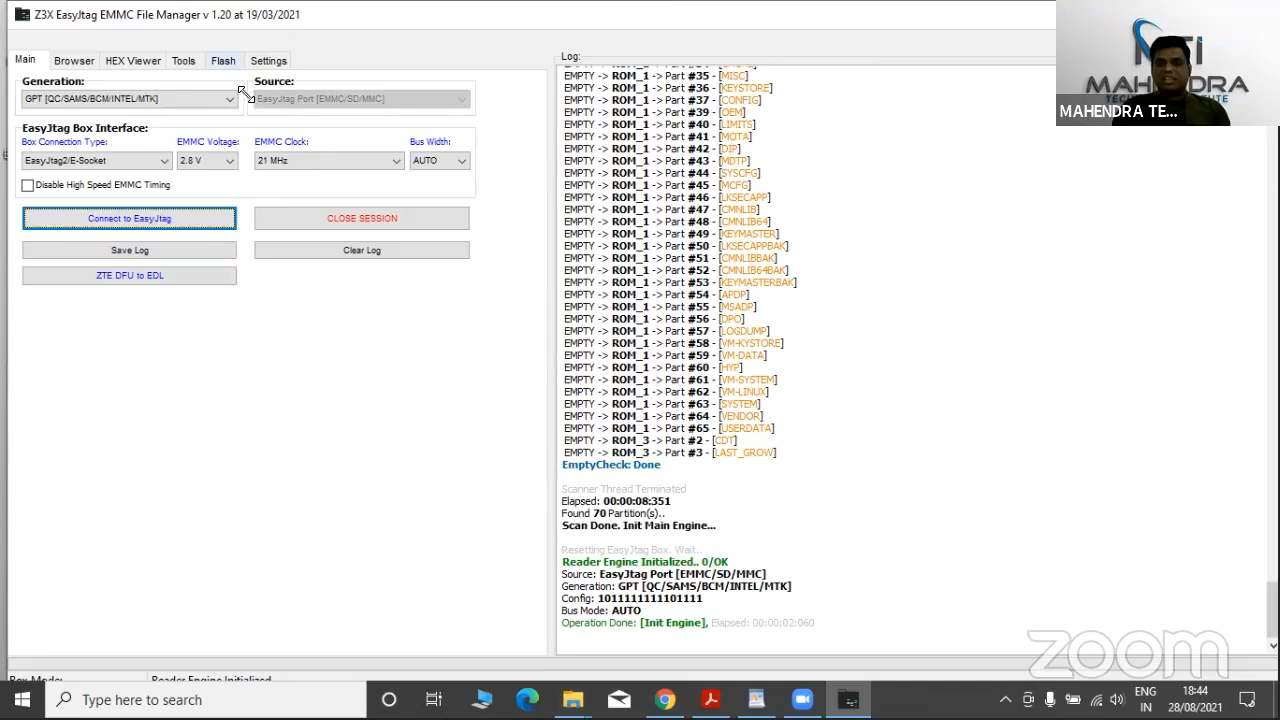 Z3X EasyJtag EMMC File Manager v 1.20 at 19/03/2021
Main Browser HEX Viewer Tools Flash Settings
Generation: Source:
GPT [QC/SAMS/BCM/INTEL/MTK] EasyJtag Port [EMMC/SD/MMC]
EasyJtag Box Interface:
Box Connection Type: EMMC Voltage: EMMC Clock: Bus Width:
EasyJtag2/E-Socket 2.8 V 21 MHz AUTO
Disable High Speed EMMC Timing
Connect to EasyJtag CLOSE SESSION
Save Log Clear Log
ZTE DFU to EDL
Log:
EMPTY -> ROM_1 -> Part #35 - [MISC]
EMPTY -> ROM_1 -> Part #36 - [KEYSTORE]
EMPTY -> ROM_1 -> Part #37 - [CONFIG]
EMPTY -> ROM_1 -> Part #39 - [OEM]
EMPTY -> ROM_1 -> Part #40 - [LIMITS]
EMPTY -> ROM_1 -> Part #41 - [MOTA]
EMPTY -> ROM_1 -> Part #42 - [DIP]
EMPTY -> ROM_1 -> Part #43 - [MDTP]
EMPTY -> ROM_1 -> Part #44 - [SYSCFG]
EMPTY -> ROM_1 -> Part #45 - [MCFG]
EMPTY -> ROM_1 -> Part #46 - [LKSECAPP]
EMPTY -> ROM_1 -> Part #47 - [CMNLIB]
EMPTY -> ROM_1 -> Part #48 - [CMNLIB64]
EMPTY -> ROM_1 -> Part #49 - [KEYMASTER]
EMPTY -> ROM_1 -> Part #50 - [LKSECAPPBAK]
EMPTY -> ROM_1 -> Part #51 - [CMNLIBBAK]
EMPTY -> ROM_1 -> Part #52 - [CMNLIB64BAK]
EMPTY -> ROM_1 -> Part #53 - [KEYMASTERBAK]
EMPTY -> ROM_1 -> Part #54 - [APDP]
EMPTY -> ROM_1 -> Part #55 - [MSADP]
EMPTY -> ROM_1 -> Part #56 - [DPO]
EMPTY -> ROM_1 -> Part #57 - [LOGDUMP]
EMPTY -> ROM_1 -> Part #58 - [VM-KYSTORE]
EMPTY -> ROM_1 -> Part #59 - [VM-DATA]
EMPTY -> ROM_1 -> Part #60 - [HYP]
EMPTY -> ROM_1 -> Part #61 - [VM-SYSTEM]
EMPTY -> ROM_1 -> Part #62 - [VM-LINUX]
EMPTY -> ROM_1 -> Part #63 - [SYSTEM]
EMPTY -> ROM_1 -> Part #64 - [VENDOR]
EMPTY -> ROM_1 -> Part #65 - [USERDATA]
EMPTY -> ROM_3 -> Part #2 - [CDT]
EMPTY -> ROM_3 -> Part #3 - [LAST_GROW]
EmptyCheck: Done
Scanner Thread Terminated
Elapsed: 00:00:08:351
Found 70 Partition(s)..
Scan Done. Init Main Engine...
Resetting EasyJtag Box. Wait..
Reader Engine Initialized.. 0/OK
Source: EasyJtag Port [EMMC/SD/MMC]
Generation: GPT [QC/SAMS/BCM/INTEL/MTK]
Config: 1011111111101111
Bus Mode: AUTO
Operation Done: [Init Engine], Elapsed: 00:00:02:060
MAHENDRA
MAHENDRA TE...
zoom
Type here to search
ENG
IN
18:44
28/08/2021